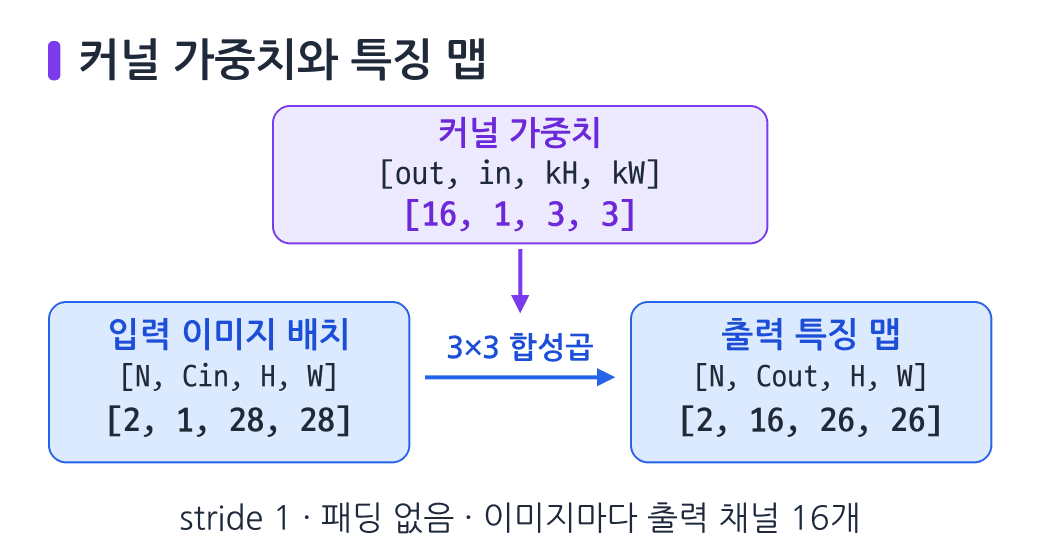 커널 가중치와 특징 맵
커널 가중치
[out, in, kH, kW]
[16, 1, 3, 3]
입력 이미지 배치
[N, Cin, H, W]
[2, 1, 28, 28]
3×3 합성곱
출력 특징 맵
[N, Cout, H, W]
[2, 16, 26, 26]
stride 1 · 패딩 없음 · 이미지마다 출력 채널 16개